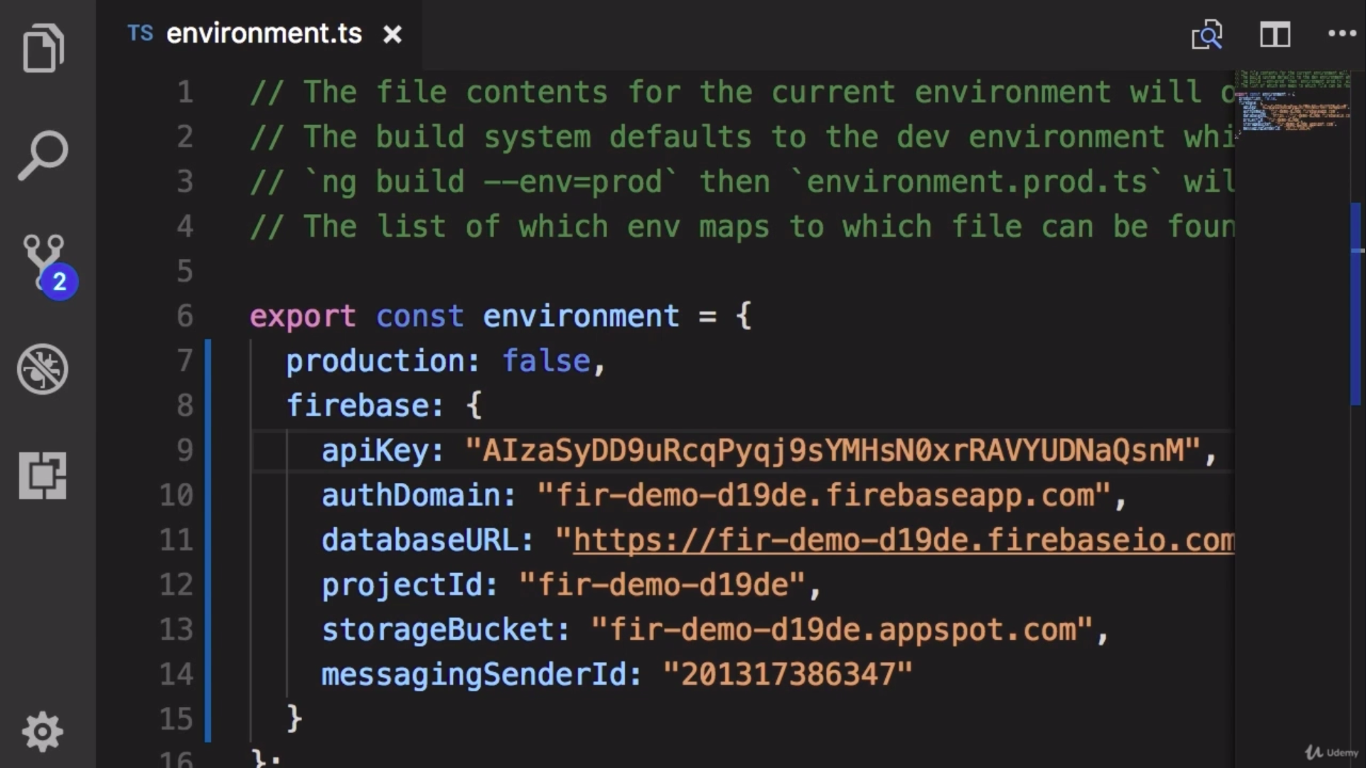 TS environment.ts
1 // The file contents for the current environment will
2 // The build system defaults to the dev environment
3 // `ng build --env=prod` then `environment.prod.ts`
4 // The list of which env maps to which file can be
5
6 export const environment = {
7 production: false,
8 firebase: {
9 apiKey: "AIzaSyDD9uRcqPyqj9sYMHsN0xrRAVYUDNaQsnM",
10 authDomain: "fir-demo-d19de.firebaseapp.com",
11 databaseURL: "https://fir-demo-d19de.firebaseio.com
12 projectId: "fir-demo-d19de",
13 storageBucket: "fir-demo-d19de.appspot.com",
14 messagingSenderId: "201317386347"
15 }
16 };
2
Udemy